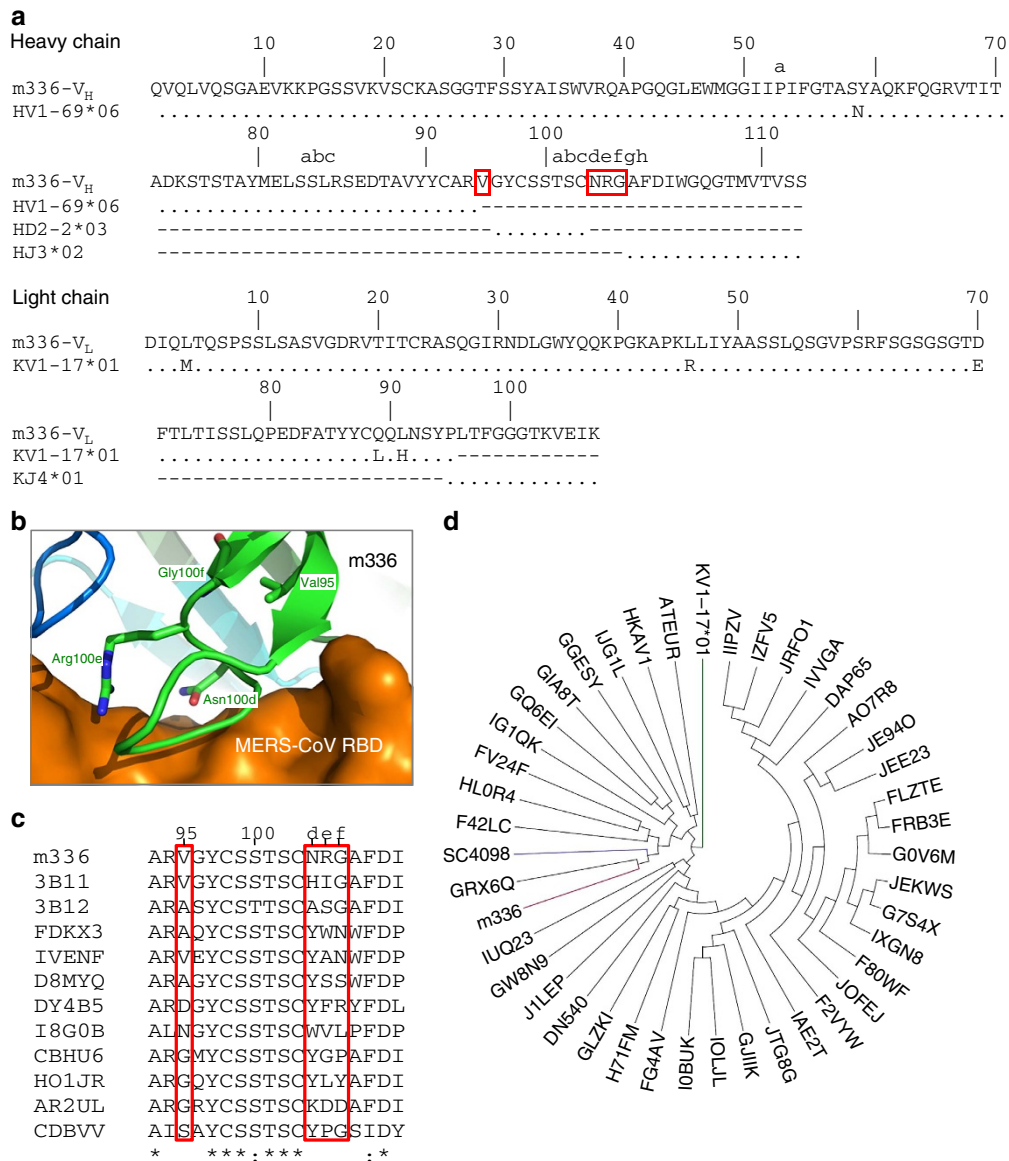 a
Heavy chain
10 20 30 40 50 70
a
m336-VH QVQLVQSGAEVKKPGSSVKVSCKASGGTFSSYAISWVRQAPGQGLEWMGGIIPIFGTASYAQKFQGRVTIT
HV1-69*06 ..........................................................N............
80 90 100 110
abc abcdefgh
m336-VH ADKSTSTAYMELSSLRSEDTAVYYCARVGYCSSTSCNRGAFDIWGQGTMVTVSS
HV1-69*06 ...........................---------------------------
HD2-2*03 ----------------------------........------------------
HJ3*02 ---------------------------------------...............
Light chain
10 20 30 40 50 70
m336-VL DIQLTQSPSSLSASVGDRVTITCRASQGIRNDLGWYQQKPGKAPKLLIYAASSLQSGVPSRFSGSGSGTD
KV1-17*01 ...M.........................................R.......................E
80 90 100
m336-VL FTLTISSLQPEDFATYYCQQLNSYPLTFGGGTKVEIK
KV1-17*01 ..................L.H....------------
KJ4*01 ------------------------.............
b
m336
Gly100f
Val95
Arg100e
Asn100d
MERS-CoV RBD
c
95 100 def
m336 ARVGYCSSTSCNRGAFDI
3B11 ARVGYCSSTSCHIGAFDI
3B12 ARASYCSTTSCASGAFDI
FDKX3 ARAQYCSSTSCYWNWFDP
IVENF ARVEYCSSTSCYANWFDP
D8MYQ ARAGYCSSTSCYSSWFDP
DY4B5 ARDGYCSSTSCYFRYFDL
I8G0B ALNGYCSSTSCWVLPFDP
CBHU6 ARGMYCSSTSCYGPAFDI
HO1JR ARGQYCSSTSCYLYAFDI
AR2UL ARGRYCSSTSCKDDAFDI
CDBVV AISAYCSSTSCYPGSIDY
* ***:*** :*
d
KV1–17*01
IIIPZV
IZFV5
JRFO1
IVVGA
DAP65
AO7R8
JE94O
JEE23
FLZTE
FRB3E
G0V6M
JEKWS
G7S4X
IXGN8
F80WF
JOFEJ
F2VYW
IAE2T
JTG8G
GJIIK
IOLJL
I0BUK
FG4AV
H71FM
GLZKI
DN540
J1LEP
GW8N9
IUQ23
m336
GRX6Q
SC4098
F42LC
HL0R4
FV24F
IG1QK
GQ6EI
GIA8T
GGESY
IJG1L
HKAV1
ATEUR